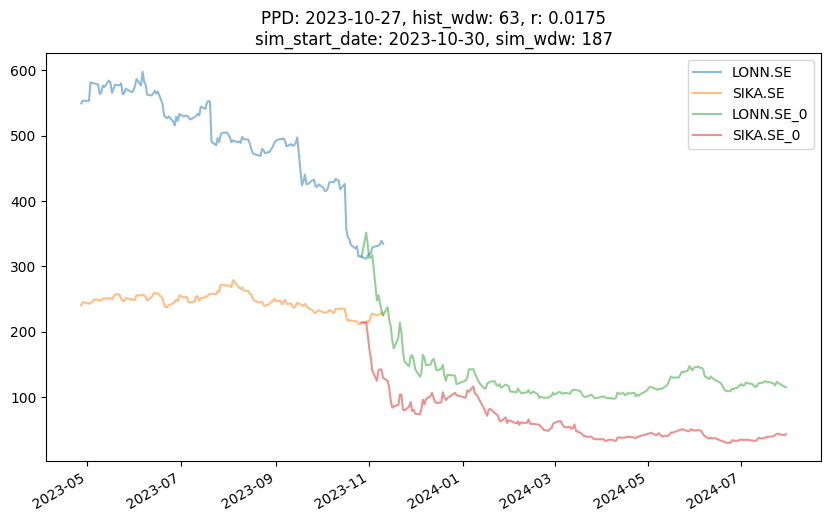 PPD: 2023-10-27, hist_wdw: 63, r: 0.0175
sim_start_date: 2023-10-30, sim_wdw: 187
LONN.SE
SIKA.SE
LONN.SE_0
SIKA.SE_0
600
500
400
300
200
100
2023-05
2023-07
2023-09
2023-11
2024-01
2024-03
2024-05
2024-07